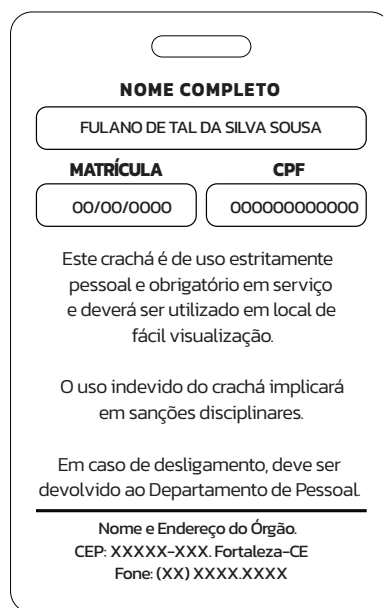 NOME COMPLETO
FULANO DE TAL DA SILVA SOUSA
MATRÍCULA CPF
00/00/0000 000000000000
Este crachá é de uso estritamente
pessoal e obrigatório em serviço
e deverá ser utilizado em local de
fácil visualização.
O uso indevido do crachá implicará
em sanções disciplinares.
Em caso de desligamento, deve ser
devolvido ao Departamento de Pessoal.
Nome e Endereço do Órgão.
CEP: XXXXX-XXX. Fortaleza-CE
Fone: (XX) XXXX.XXXX